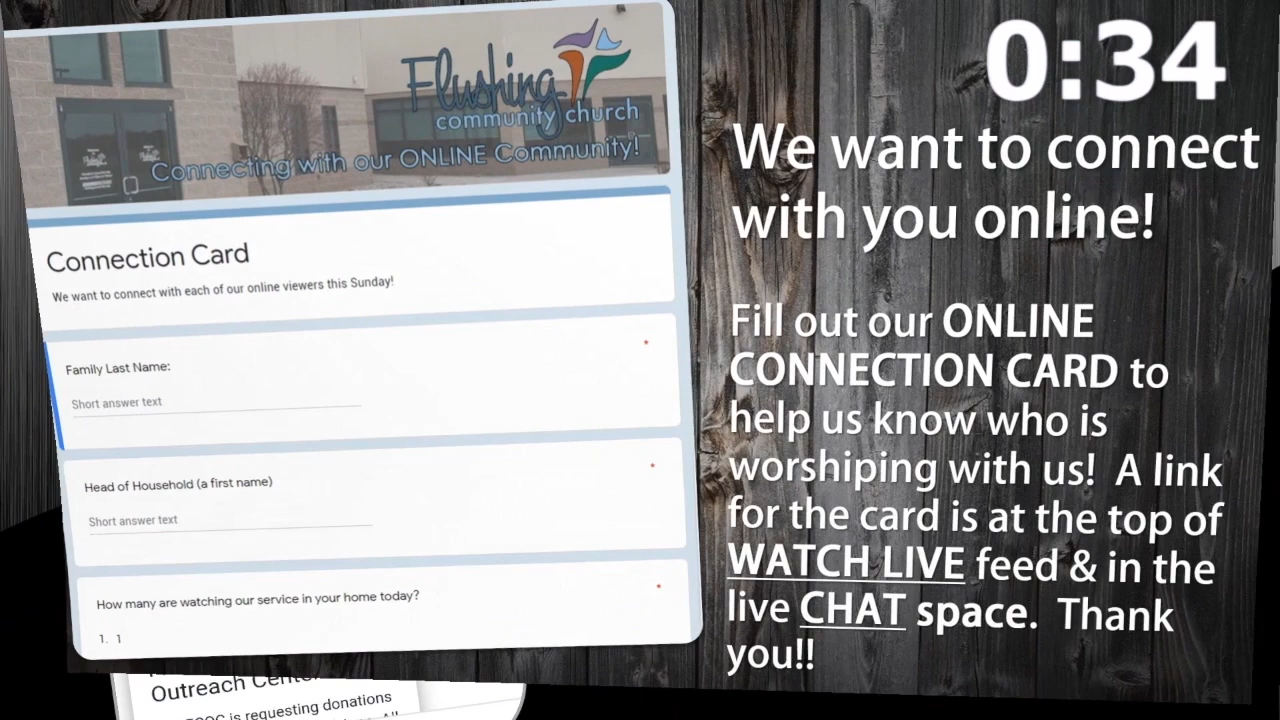 Flushing
community church
Connecting with our ONLINE Community!
Connection Card
We want to connect with each of our online viewers this Sunday!
*
Family Last Name:
Short answer text
*
Head of Household (a first name)
Short answer text
*
How many are watching our service in your home today?
1. 1
0:34
We want to connect
with you online!
Fill out our ONLINE
CONNECTION CARD to
help us know who is
worshiping with us! A link
for the card is at the top of
WATCH LIVE feed & in the
live CHAT space. Thank
you!!
Outreach
is requesting donations